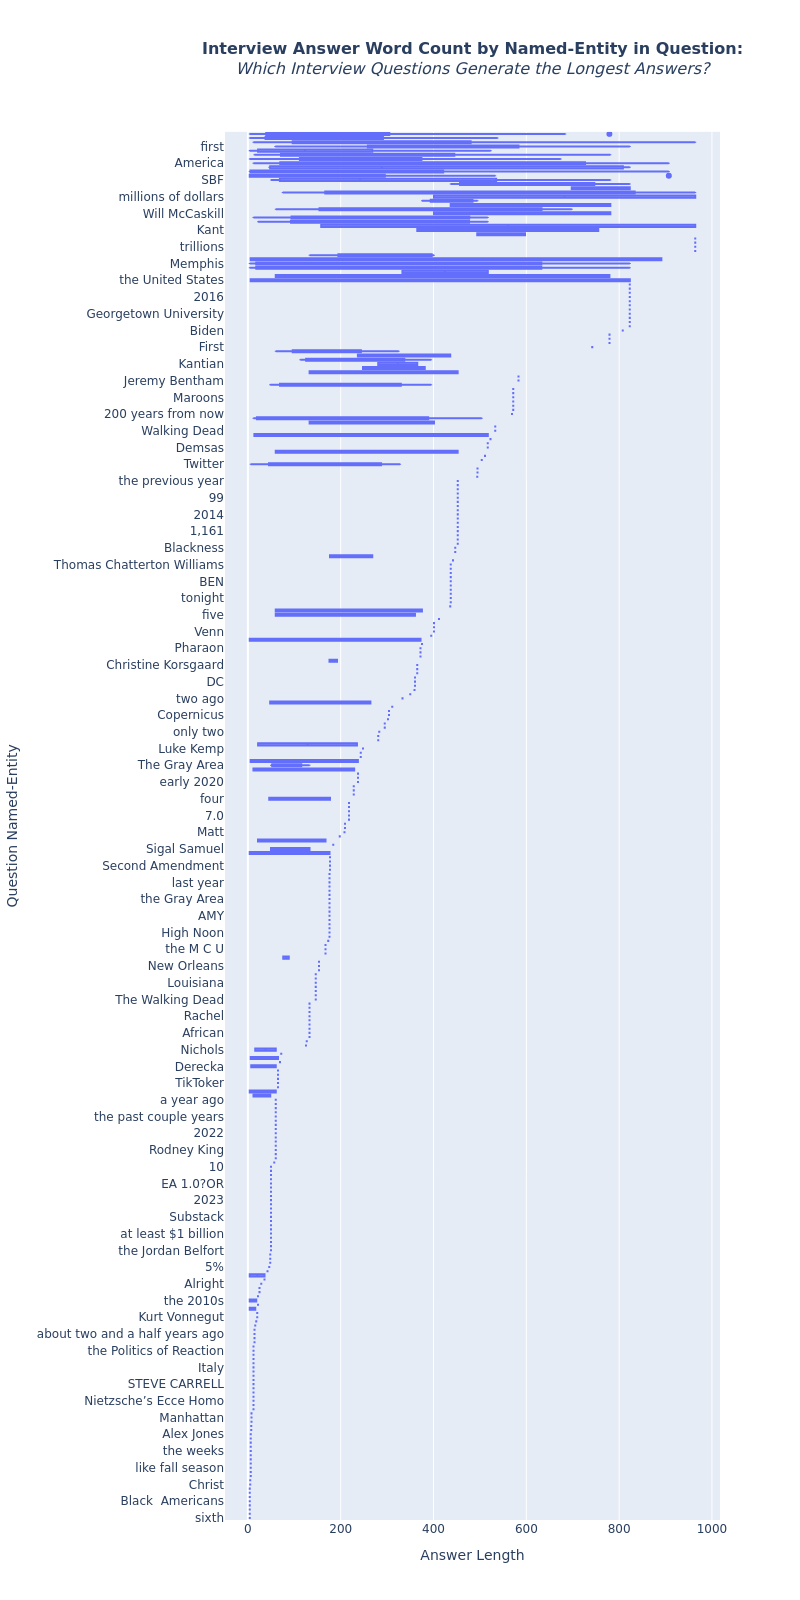 Interview Answer Word Count by Named-Entity in Question:
Which Interview Questions Generate the Longest Answers?
first
America
SBF
millions of dollars
Will McCaskill
Kant
trillions
Memphis
the United States
2016
Georgetown University
Biden
First
Kantian
Jeremy Bentham
Maroons
200 years from now
Walking Dead
Demsas
Twitter
the previous year
99
2014
1,161
Blackness
Thomas Chatterton Williams
BEN
tonight
five
Venn
Pharaon
Christine Korsgaard
DC
two ago
Copernicus
only two
Luke Kemp
The Gray Area
early 2020
four
7.0
Matt
Sigal Samuel
Second Amendment
last year
the Gray Area
AMY
High Noon
the M C U
New Orleans
Louisiana
The Walking Dead
Rachel
African
Nichols
Derecka
TikToker
a year ago
the past couple years
2022
Rodney King
10
EA 1.0?OR
2023
Substack
at least $1 billion
the Jordan Belfort
5%
Alright
the 2010s
Kurt Vonnegut
about two and a half years ago
the Politics of Reaction
Italy
STEVE CARRELL
Nietzsche’s Ecce Homo
Manhattan
Alex Jones
the weeks
like fall season
Christ
Black  Americans
sixth
Question Named-Entity
0 200 400 600 800 1000
Answer Length